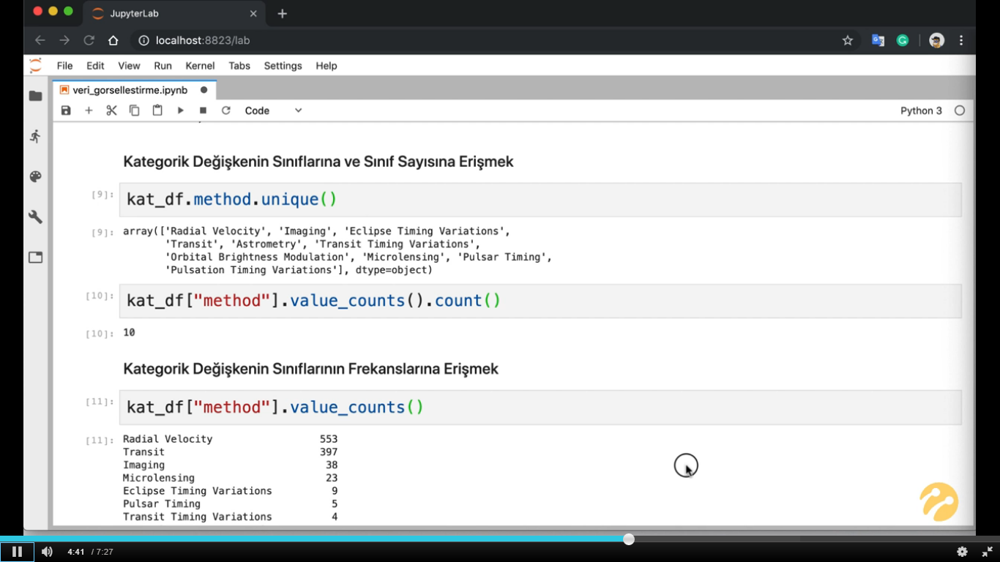 JupyterLab
localhost:8823/lab
File Edit View Run Kernel Tabs Settings Help
veri_gorsellestirme.ipynb
Code
Python 3
Kategorik Değişkenin Sınıflarına ve Sınıf Sayısına Erişmek
[9]: kat_df.method.unique()
[9]: array(['Radial Velocity', 'Imaging', 'Eclipse Timing Variations',
'Transit', 'Astrometry', 'Transit Timing Variations',
'Orbital Brightness Modulation', 'Microlensing', 'Pulsar Timing',
'Pulsation Timing Variations'], dtype=object)
[10]: kat_df["method"].value_counts().count()
[10]: 10
Kategorik Değişkenin Sınıflarının Frekanslarına Erişmek
[11]: kat_df["method"].value_counts()
[11]: Radial Velocity 553
Transit 397
Imaging 38
Microlensing 23
Eclipse Timing Variations 9
Pulsar Timing 5
Transit Timing Variations 4
4:41 / 7:27